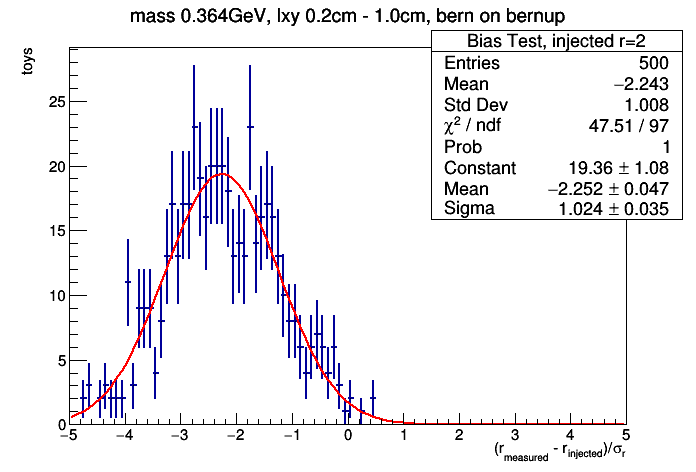 mass 0.364GeV, lxy 0.2cm - 1.0cm, bern on bernup
toys
Bias Test, injected r=2
Entries 500
Mean −2.243
Std Dev 1.008
χ² / ndf 47.51 / 97
Prob 1
Constant 19.36 ± 1.08
Mean −2.252 ± 0.047
Sigma 1.024 ± 0.035
25
20
15
10
5
0
−5 −4 −3 −2 −1 0 1 2 3 4 5
(r_measured - r_injected)/σ_r